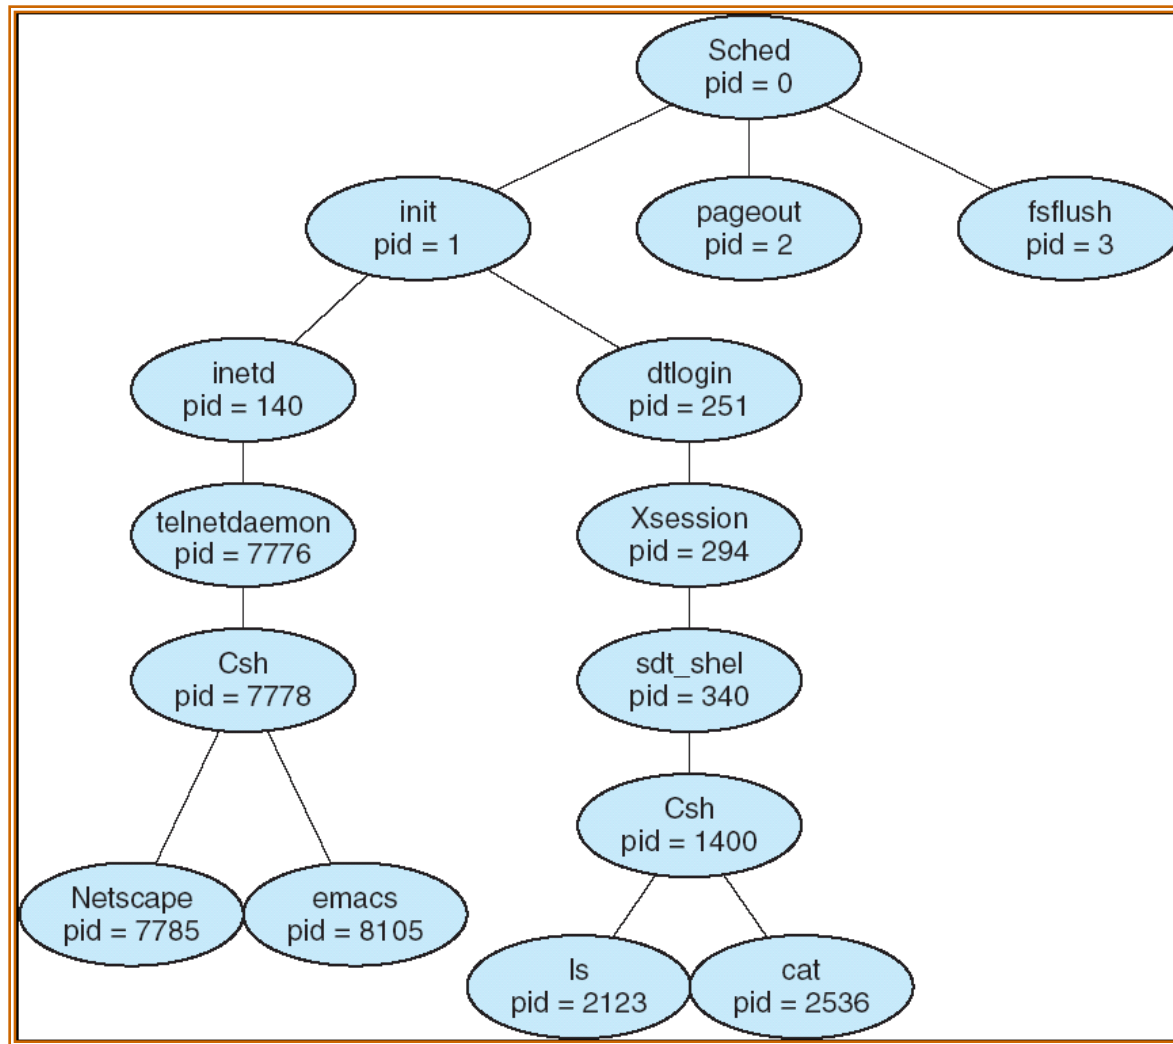 Sched
pid = 0
init
pid = 1
pageout
pid = 2
fsflush
pid = 3
inetd
pid = 140
dtlogin
pid = 251
telnetdaemon
pid = 7776
Xsession
pid = 294
Csh
pid = 7778
sdt_shel
pid = 340
Csh
pid = 1400
Netscape
pid = 7785
emacs
pid = 8105
ls
pid = 2123
cat
pid = 2536